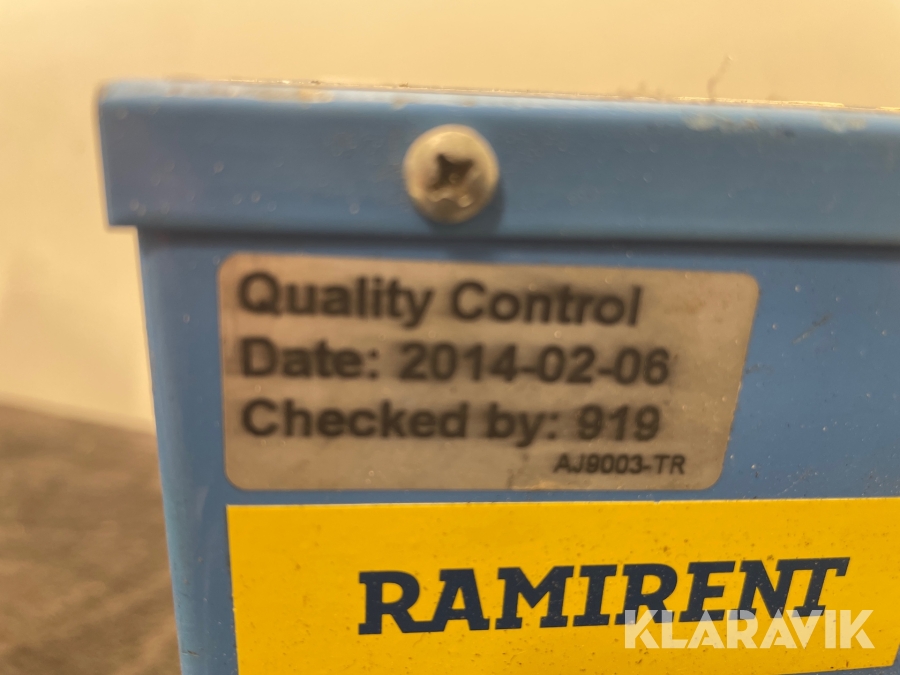 Quality Control
Date: 2014-02-06
Checked by: 919
AJ9003-TR
RAMIRENT
KLARAVIK